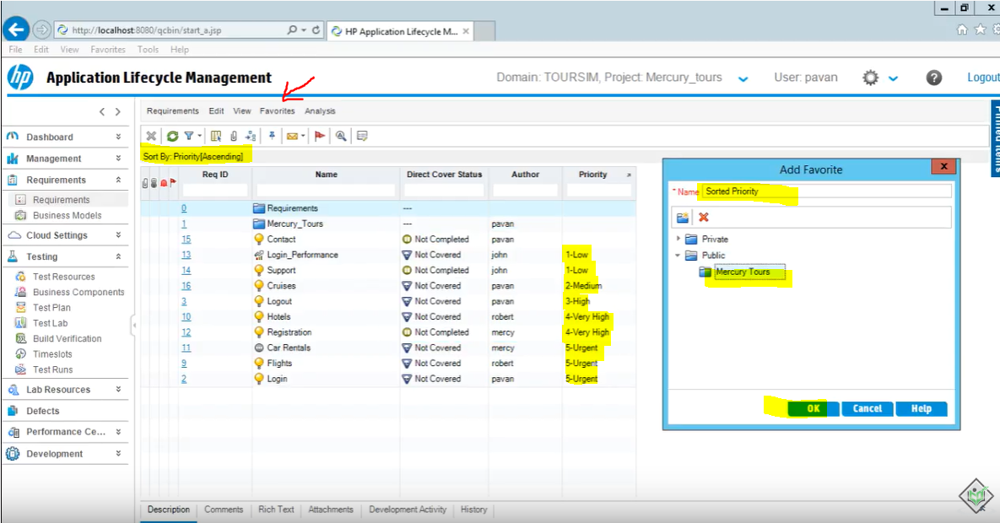 http://localhost:8080/qcbin/start_a.jsp
HP Application Lifecycle M...
File Edit View Favorites Tools Help
hp Application Lifecycle Management
Domain: TOURSIM, Project: Mercury_tours
User: pavan
Logout
Requirements Edit View Favorites Analysis
Pinned Items
Dashboard
Management
Requirements
Requirements
Business Models
Cloud Settings
Testing
Test Resources
Business Components
Test Plan
Test Lab
Build Verification
Timeslots
Test Runs
Lab Resources
Defects
Performance Ce...
Development
Sort By: Priority[Ascending]
Req ID Name Direct Cover Status Author Priority
0 Requirements ---
1 Mercury_Tours --- pavan
15 Contact Not Completed pavan
13 Login_Performance Not Covered john 1-Low
14 Support Not Completed john 1-Low
16 Cruises Not Covered pavan 2-Medium
3 Logout Not Covered pavan 3-High
10 Hotels Not Covered robert 4-Very High
12 Registration Not Completed mercy 4-Very High
11 Car Rentals Not Covered mercy 5-Urgent
9 Flights Not Covered robert 5-Urgent
2 Login Not Covered pavan 5-Urgent
Add Favorite
X
* Name Sorted Priority
Private
Public
Mercury Tours
OK Cancel Help
Description Comments Rich Text Attachments Development Activity History